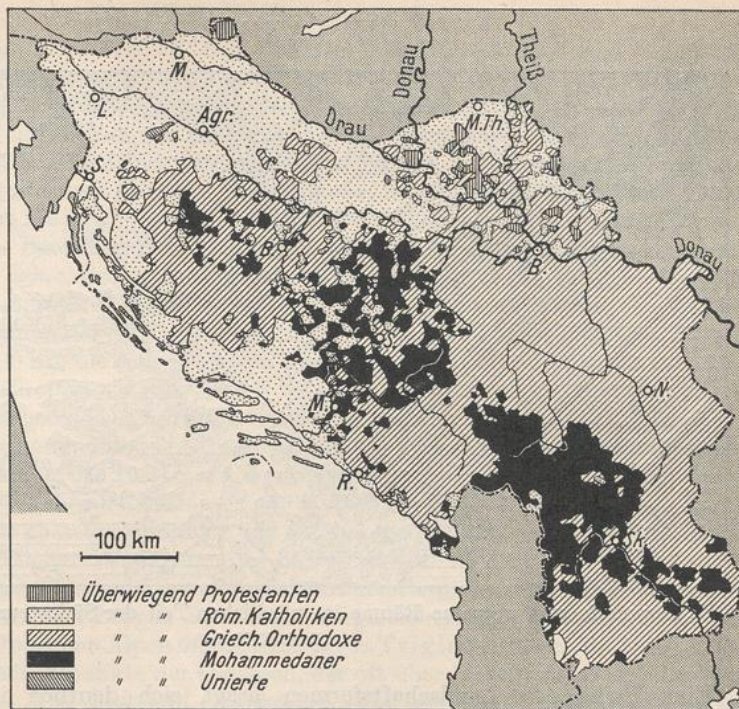 M.
L.
Agr.
S.
Drau
Donau
Theiß
M.Th.
B.
B.
Donau
S.
M.
N.
R.
Sk.
100 km
Überwiegend Protestanten
" " Röm. Katholiken
" " Griech. Orthodoxe
" " Mohammedaner
" " Unierte